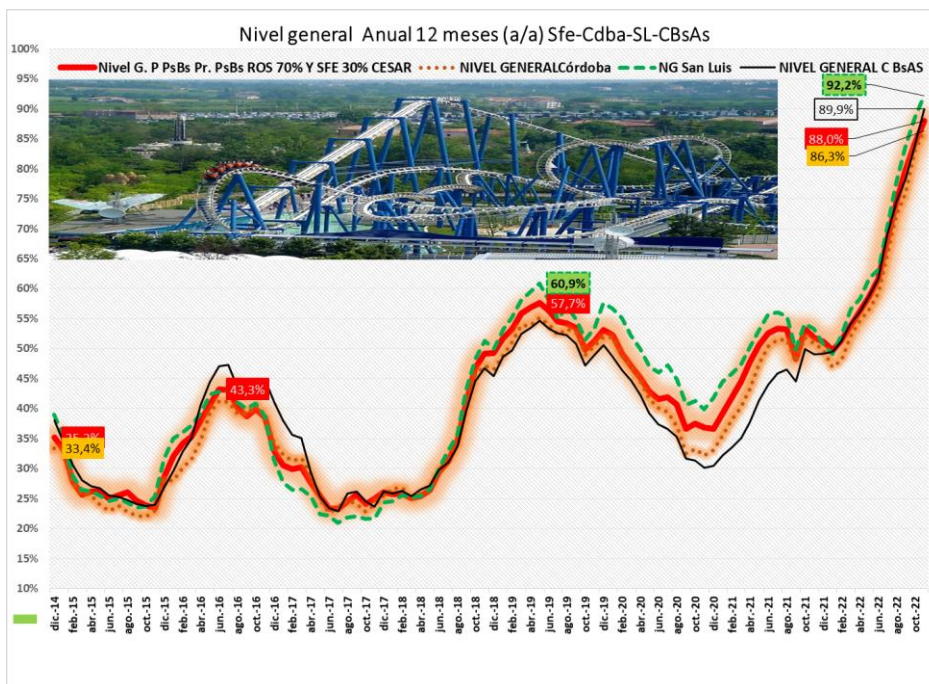 Nivel general Anual 12 meses (a/a) Sfe-Cdba-SL-CBsAs
Nivel G. P PsBs Pr. PsBs ROS 70% Y SFE 30% CESAR
NIVEL GENERALCórdoba
NG San Luis
NIVEL GENERAL C BsAS
100%
95%
90%
85%
80%
75%
70%
65%
60%
55%
50%
45%
40%
35%
30%
25%
20%
15%
10%
92,2%
89,9%
88,0%
86,3%
60,9%
57,7%
43,3%
33,4%
dic.-14
feb.-15
abr.-15
jun.-15
ago.-15
oct.-15
dic.-15
feb.-16
abr.-16
jun.-16
ago.-16
oct.-16
dic.-16
feb.-17
abr.-17
jun.-17
ago.-17
oct.-17
dic.-17
feb.-18
abr.-18
jun.-18
ago.-18
oct.-18
dic.-18
feb.-19
abr.-19
jun.-19
ago.-19
oct.-19
dic.-19
feb.-20
abr.-20
jun.-20
ago.-20
oct.-20
dic.-20
feb.-21
abr.-21
jun.-21
ago.-21
oct.-21
dic.-21
feb.-22
abr.-22
jun.-22
ago.-22
oct.-22